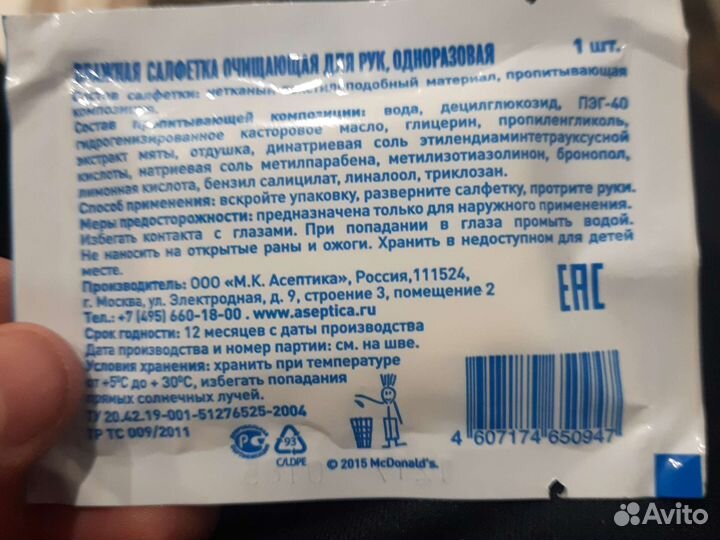 ВЛАЖНАЯ САЛФЕТКА ОЧИЩАЮЩАЯ ДЛЯ РУК, ОДНОРАЗОВАЯ 1 шт.
Состав салфетки: нетканый текстилеподобный материал, пропитывающая
композиция.
Состав пропитывающей композиции: вода, децилглюкозид, ПЭГ-40
гидрогенизированное касторовое масло, глицерин, пропиленгликоль,
экстракт мяты, отдушка, динатриевая соль этилендиаминтетрауксусной
кислоты, натриевая соль метилпарабена, метилизотиазолинон, бронопол,
лимонная кислота, бензил салицилат, линалоол, триклозан.
Способ применения: вскройте упаковку, разверните салфетку, протрите руки.
Меры предосторожности: предназначена только для наружного применения.
Избегать контакта с глазами. При попадании в глаза промыть водой.
Не наносить на открытые раны и ожоги. Хранить в недоступном для детей
месте.
Производитель: ООО «М.К. Асептика», Россия,111524,
г. Москва, ул. Электродная, д. 9, строение 3, помещение 2
Тел.: +7 (495) 660-18-00 . www.aseptica.ru
Срок годности: 12 месяцев с даты производства
Дата производства и номер партии: см. на шве.
Условия хранения: хранить при температуре
от +5°C до + 30°C, избегать попадания
прямых солнечных лучей.
ТУ 20.42.19-001-51276525-2004
ТР ТС 009/2011
EAC
РС
93
C/LDPE
© 2015 McDonald's.
4 607174 650947
Avito